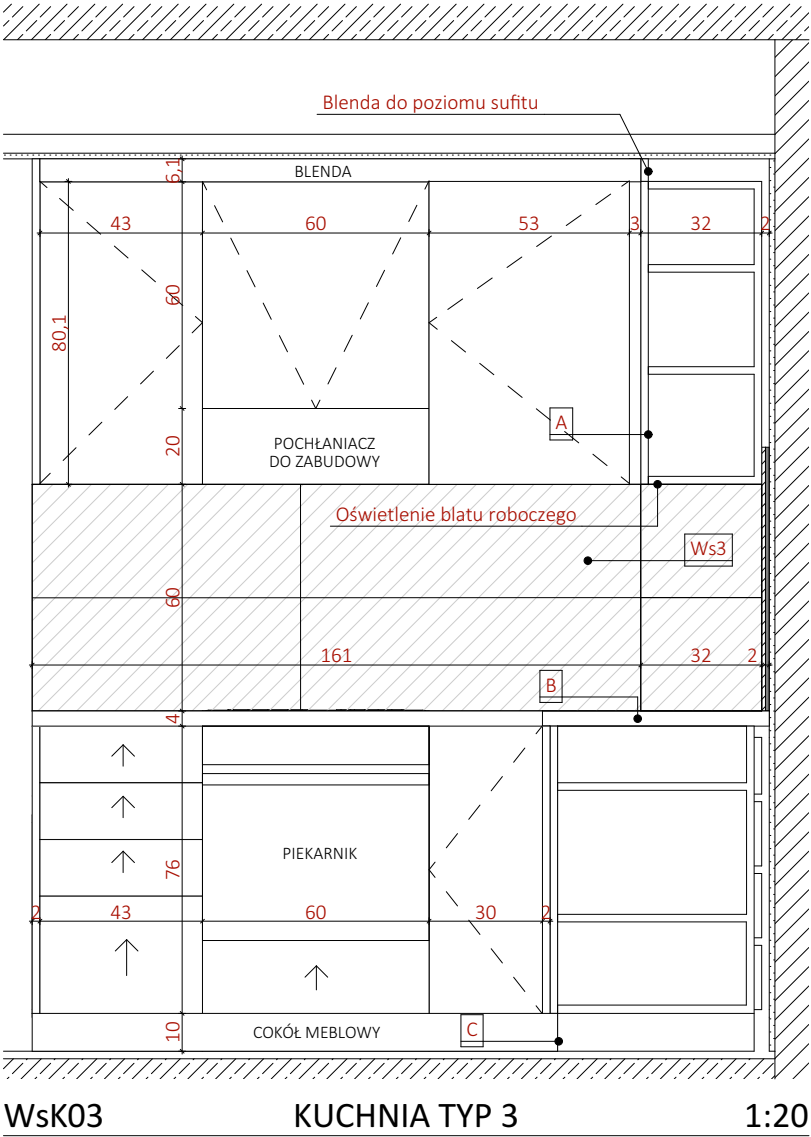 Blenda do poziomu sufitu
6,1
BLENDA
43
60
53
3
32
2
60
80,1
A
20
POCHŁANIACZ
DO ZABUDOWY
Oświetlenie blatu roboczego
Ws3
60
161
32
2
B
4
PIEKARNIK
76
2
43
60
30
2
10
COKÓŁ MEBLOWY
C
WsK03
KUCHNIA TYP 3
1:20